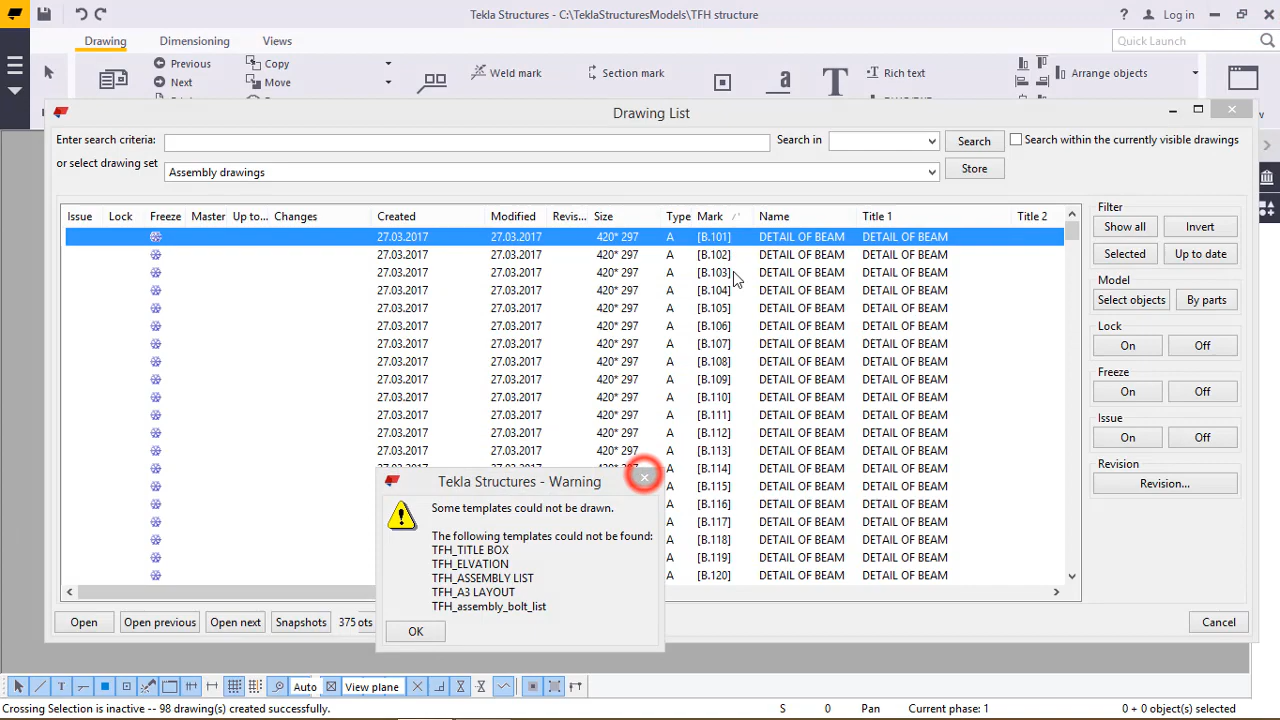 Tekla Structures - C:\TeklaStructuresModels\TFH structure
Log in
Drawing
Dimensioning
Views
Quick Launch
Previous
Copy
Weld mark
Section mark
Rich text
Arrange objects
Next
Move
Drawing List
Enter search criteria:
Search in
Search
Search within the currently visible drawings
or select drawing set
Assembly drawings
Store
Issue Lock Freeze Master Up to... Changes Created Modified Revis... Size Type Mark Name Title 1 Title 2
27.03.2017 27.03.2017 420* 297 A [B.101] DETAIL OF BEAM DETAIL OF BEAM
27.03.2017 27.03.2017 420* 297 A [B.102] DETAIL OF BEAM DETAIL OF BEAM
27.03.2017 27.03.2017 420* 297 A [B.103] DETAIL OF BEAM DETAIL OF BEAM
27.03.2017 27.03.2017 420* 297 A [B.104] DETAIL OF BEAM DETAIL OF BEAM
27.03.2017 27.03.2017 420* 297 A [B.105] DETAIL OF BEAM DETAIL OF BEAM
27.03.2017 27.03.2017 420* 297 A [B.106] DETAIL OF BEAM DETAIL OF BEAM
27.03.2017 27.03.2017 420* 297 A [B.107] DETAIL OF BEAM DETAIL OF BEAM
27.03.2017 27.03.2017 420* 297 A [B.108] DETAIL OF BEAM DETAIL OF BEAM
27.03.2017 27.03.2017 420* 297 A [B.109] DETAIL OF BEAM DETAIL OF BEAM
27.03.2017 27.03.2017 420* 297 A [B.110] DETAIL OF BEAM DETAIL OF BEAM
27.03.2017 27.03.2017 420* 297 A [B.111] DETAIL OF BEAM DETAIL OF BEAM
27.03.2017 27.03.2017 420* 297 A [B.112] DETAIL OF BEAM DETAIL OF BEAM
27.03.2017 27.03.2017 420* 297 A [B.113] DETAIL OF BEAM DETAIL OF BEAM
A [B.114] DETAIL OF BEAM DETAIL OF BEAM
A [B.115] DETAIL OF BEAM DETAIL OF BEAM
A [B.116] DETAIL OF BEAM DETAIL OF BEAM
A [B.117] DETAIL OF BEAM DETAIL OF BEAM
A [B.118] DETAIL OF BEAM DETAIL OF BEAM
A [B.119] DETAIL OF BEAM DETAIL OF BEAM
A [B.120] DETAIL OF BEAM DETAIL OF BEAM
Filter
Show all
Invert
Selected
Up to date
Model
Select objects
By parts
Lock
On
Off
Freeze
On
Off
Issue
On
Off
Revision
Revision...
Tekla Structures - Warning
Some templates could not be drawn.
The following templates could not be found:
TFH_TITLE BOX
TFH_ELVATION
TFH_ASSEMBLY LIST
TFH_A3 LAYOUT
TFH_assembly_bolt_list
OK
Open
Open previous
Open next
Snapshots
375 ots
Cancel
Auto
View plane
Crossing Selection is inactive -- 98 drawing(s) created successfully.
S 0 Pan Current phase: 1 0 + 0 object(s) selected